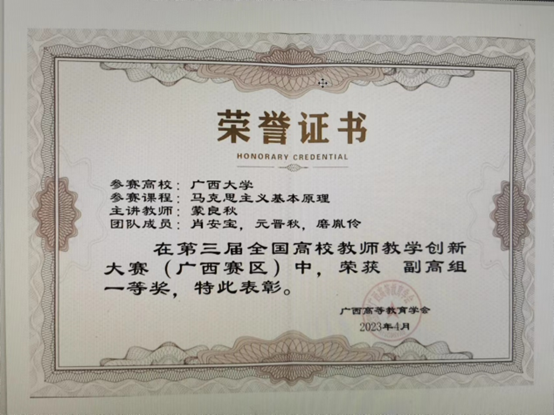 荣誉证书
HONORARY CREDENTIAL
参赛高校：广西大学
参赛课程：马克思主义基本原理
主讲教师：蒙良秋
团队成员：肖安宝，元晋秋，磨胤伶
在第三届全国高校教师教学创新
大赛（广西赛区）中，荣获 副高组
一等奖，特此表彰。
广西高等教育学会
2023年4月